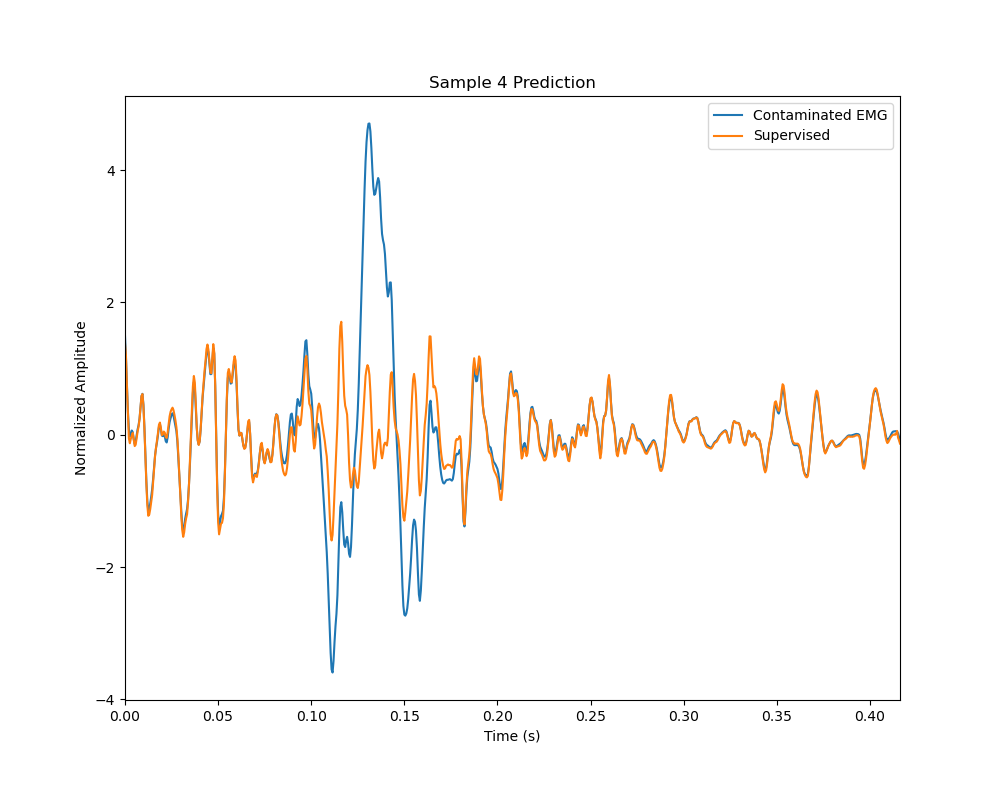 Sample 4 Prediction
Contaminated EMG
Supervised
Normalized Amplitude
4
2
0
−2
−4
0.00 0.05 0.10 0.15 0.20 0.25 0.30 0.35 0.40
Time (s)